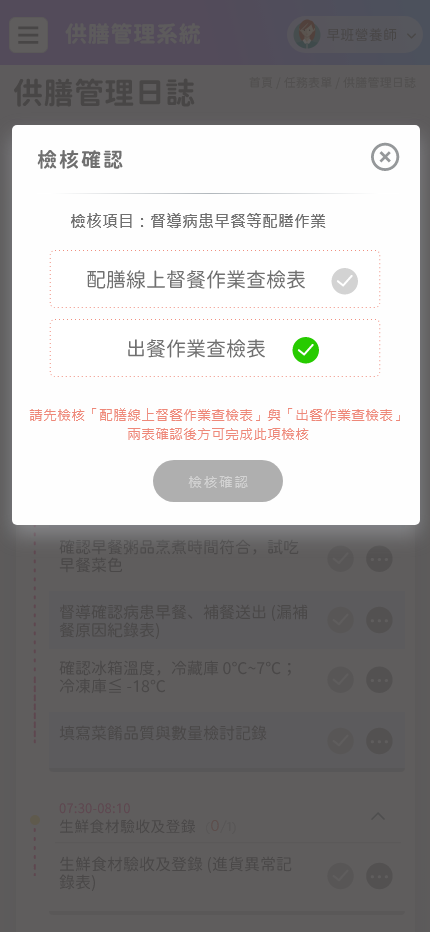 供膳管理系統
早班營養師
供膳管理日誌
首頁 / 任務表單 / 供膳管理日誌
檢核確認
檢核項目：督導病患早餐等配膳作業
配膳線上督餐作業查檢表
出餐作業查檢表
請先檢核「配膳線上督餐作業查檢表」與「出餐作業查檢表」
兩表確認後方可完成此項檢核
檢核確認
確認早餐粥品烹煮時間符合，試吃
早餐菜色
督導確認病患早餐、補餐送出 (漏補
餐原因紀錄表)
確認冰箱溫度，冷藏庫 0℃~7℃；
冷凍庫≦ -18℃
填寫菜餚品質與數量檢討記錄
07:30-08:10
生鮮食材驗收及登錄 (0/1)
生鮮食材驗收及登錄 (進貨異常記
錄表)